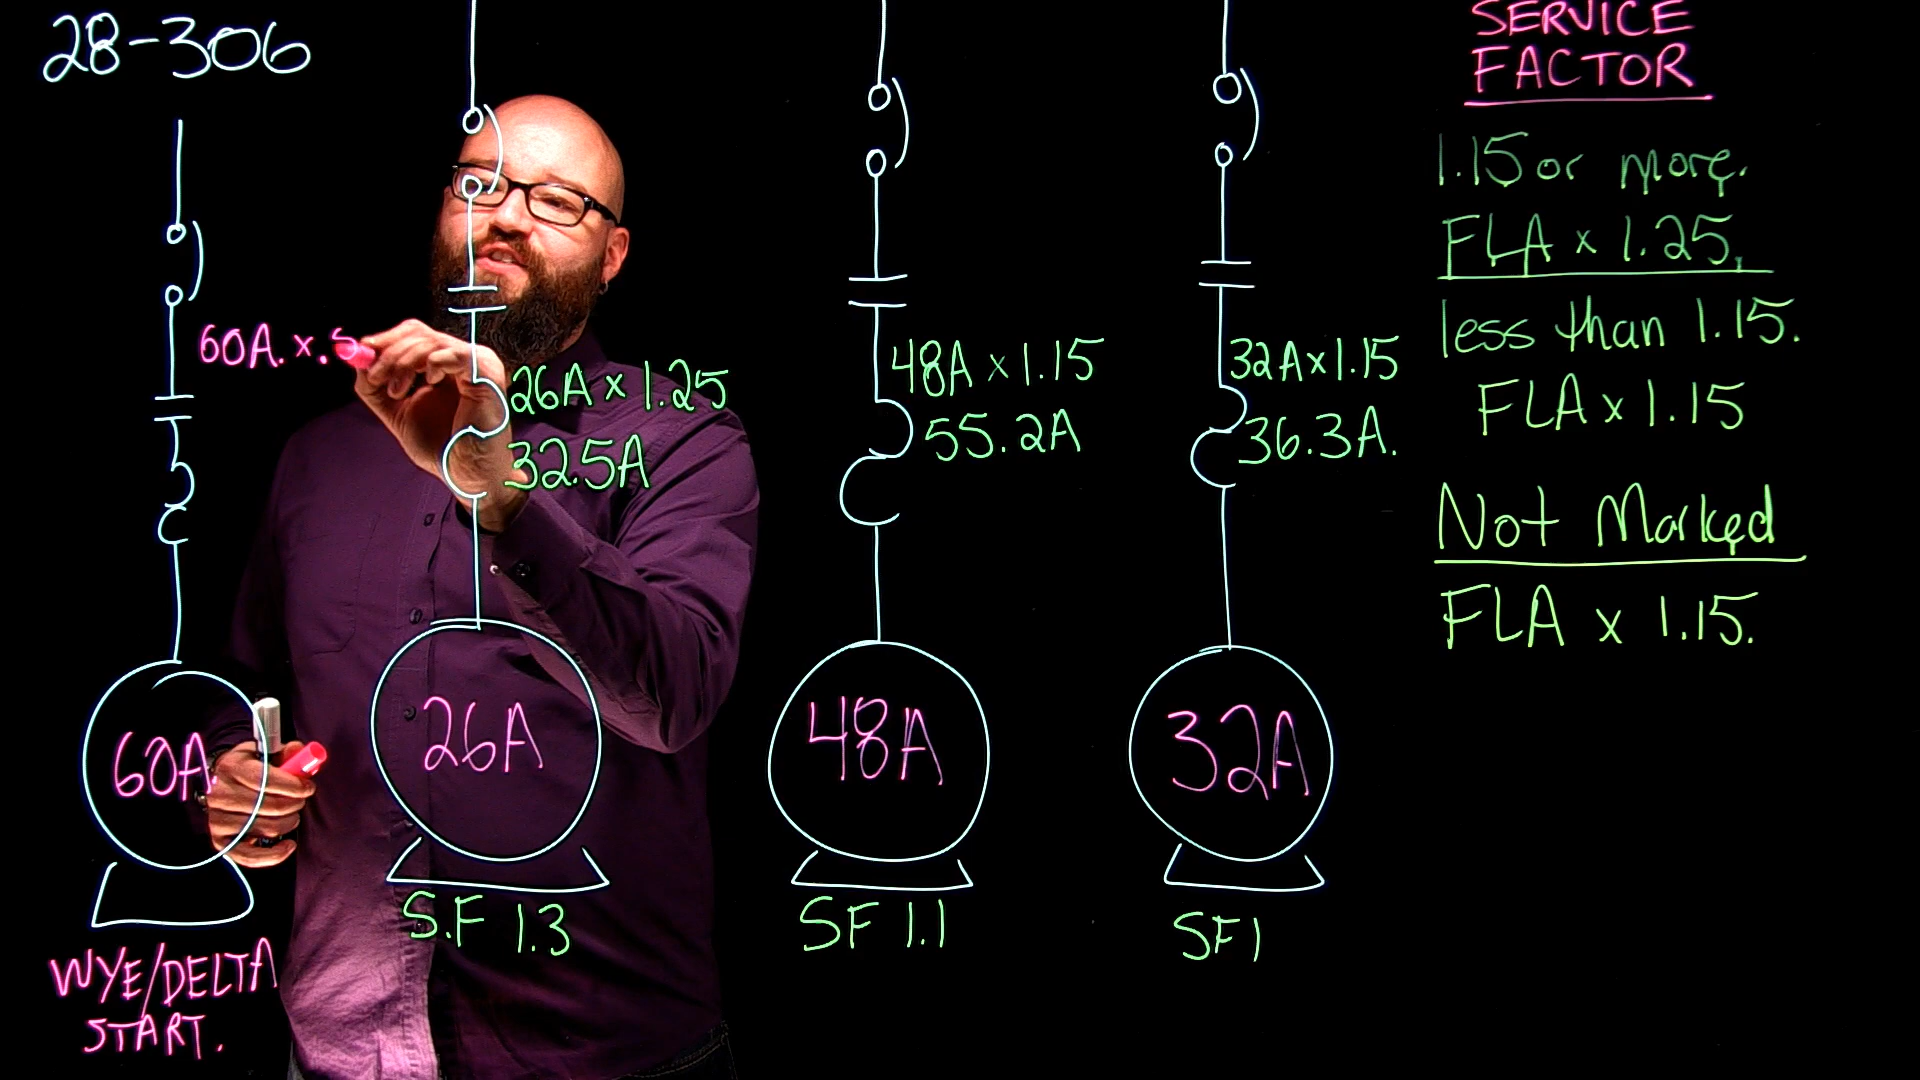 28-306
60A. x .5
60A.
WYE/DELTA
START.
26A x 1.25
32.5A
26A
S.F 1.3
48A x 1.15
55.2A
48A
SF 1.1
32A x 1.15
36.3A.
32A
SF 1
SERVICE
FACTOR
1.15 or more.
FLA x 1.25.
less than 1.15.
FLA x 1.15
Not Marked
FLA x 1.15.